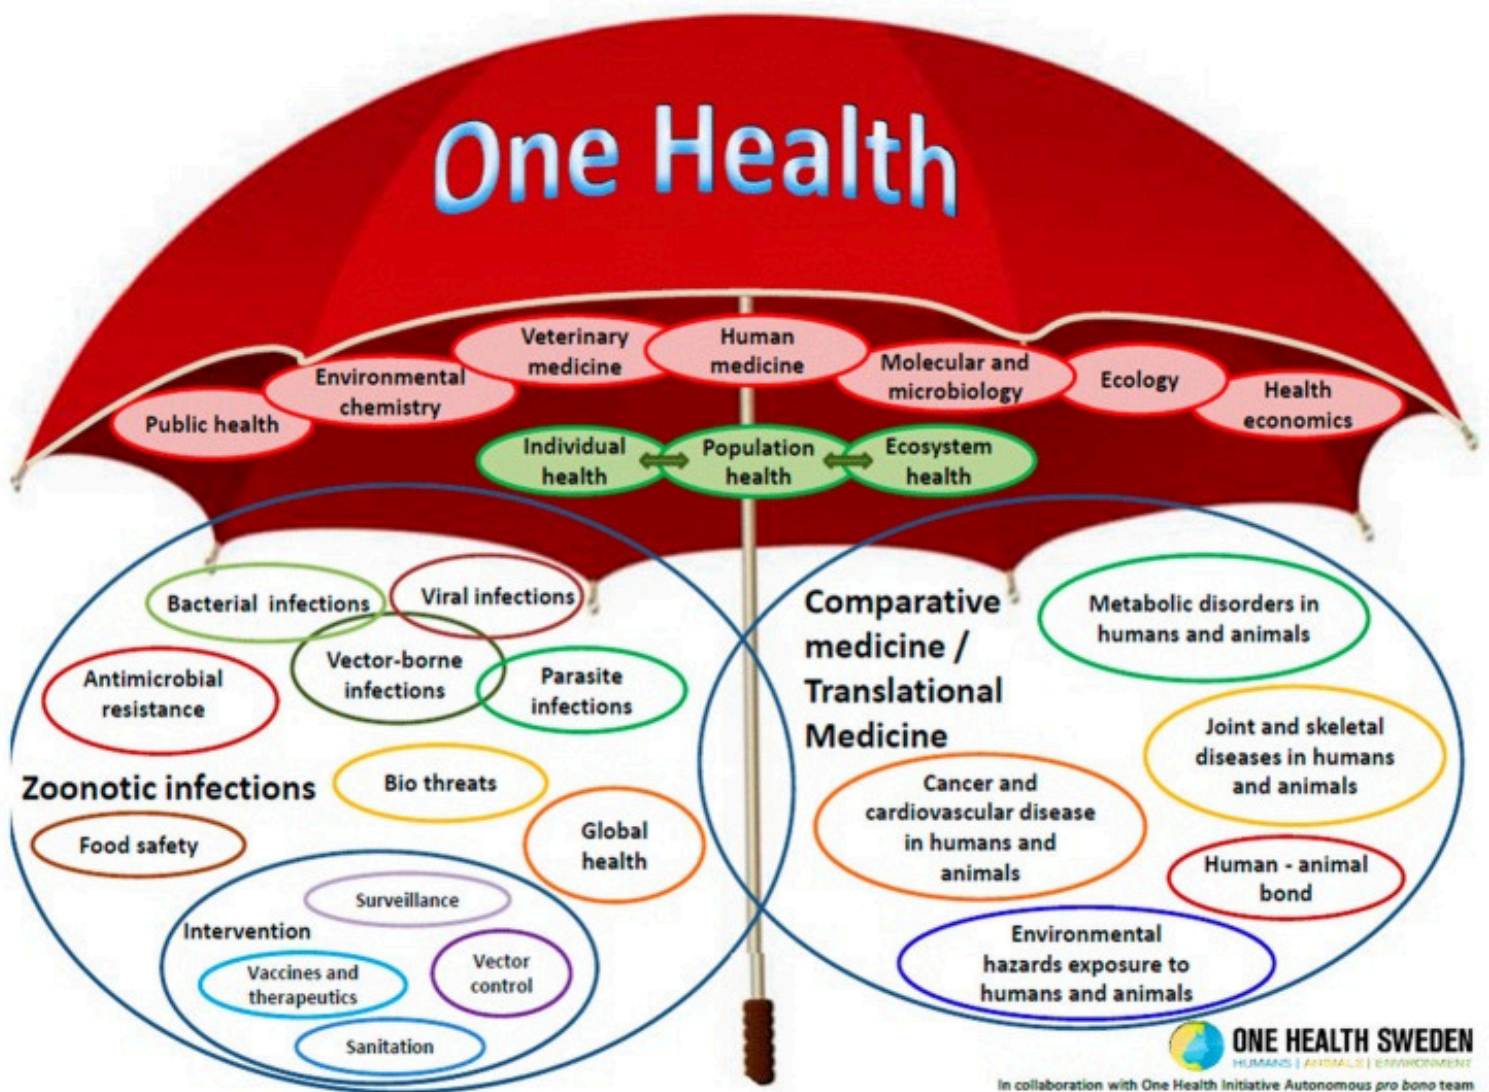 One Health
Veterinary
medicine
Human
medicine
Molecular and
microbiology
Environmental
chemistry
Ecology
Public health
Health
economics
Individual
health
Population
health
Ecosystem
health
Bacterial infections
Viral infections
Vector-borne
infections
Parasite
infections
Antimicrobial
resistance
Zoonotic infections
Bio threats
Food safety
Global
health
Intervention
Surveillance
Vaccines and
therapeutics
Vector
control
Sanitation
Comparative
medicine /
Translational
Medicine
Metabolic disorders in
humans and animals
Joint and skeletal
diseases in humans
and animals
Cancer and
cardiovascular disease
in humans and
animals
Human - animal
bond
Environmental
hazards exposure to
humans and animals
ONE HEALTH SWEDEN
HUMANS | ANIMALS | ENVIRONMENT
In collaboration with One Health Initiative Autonomous pro bono team